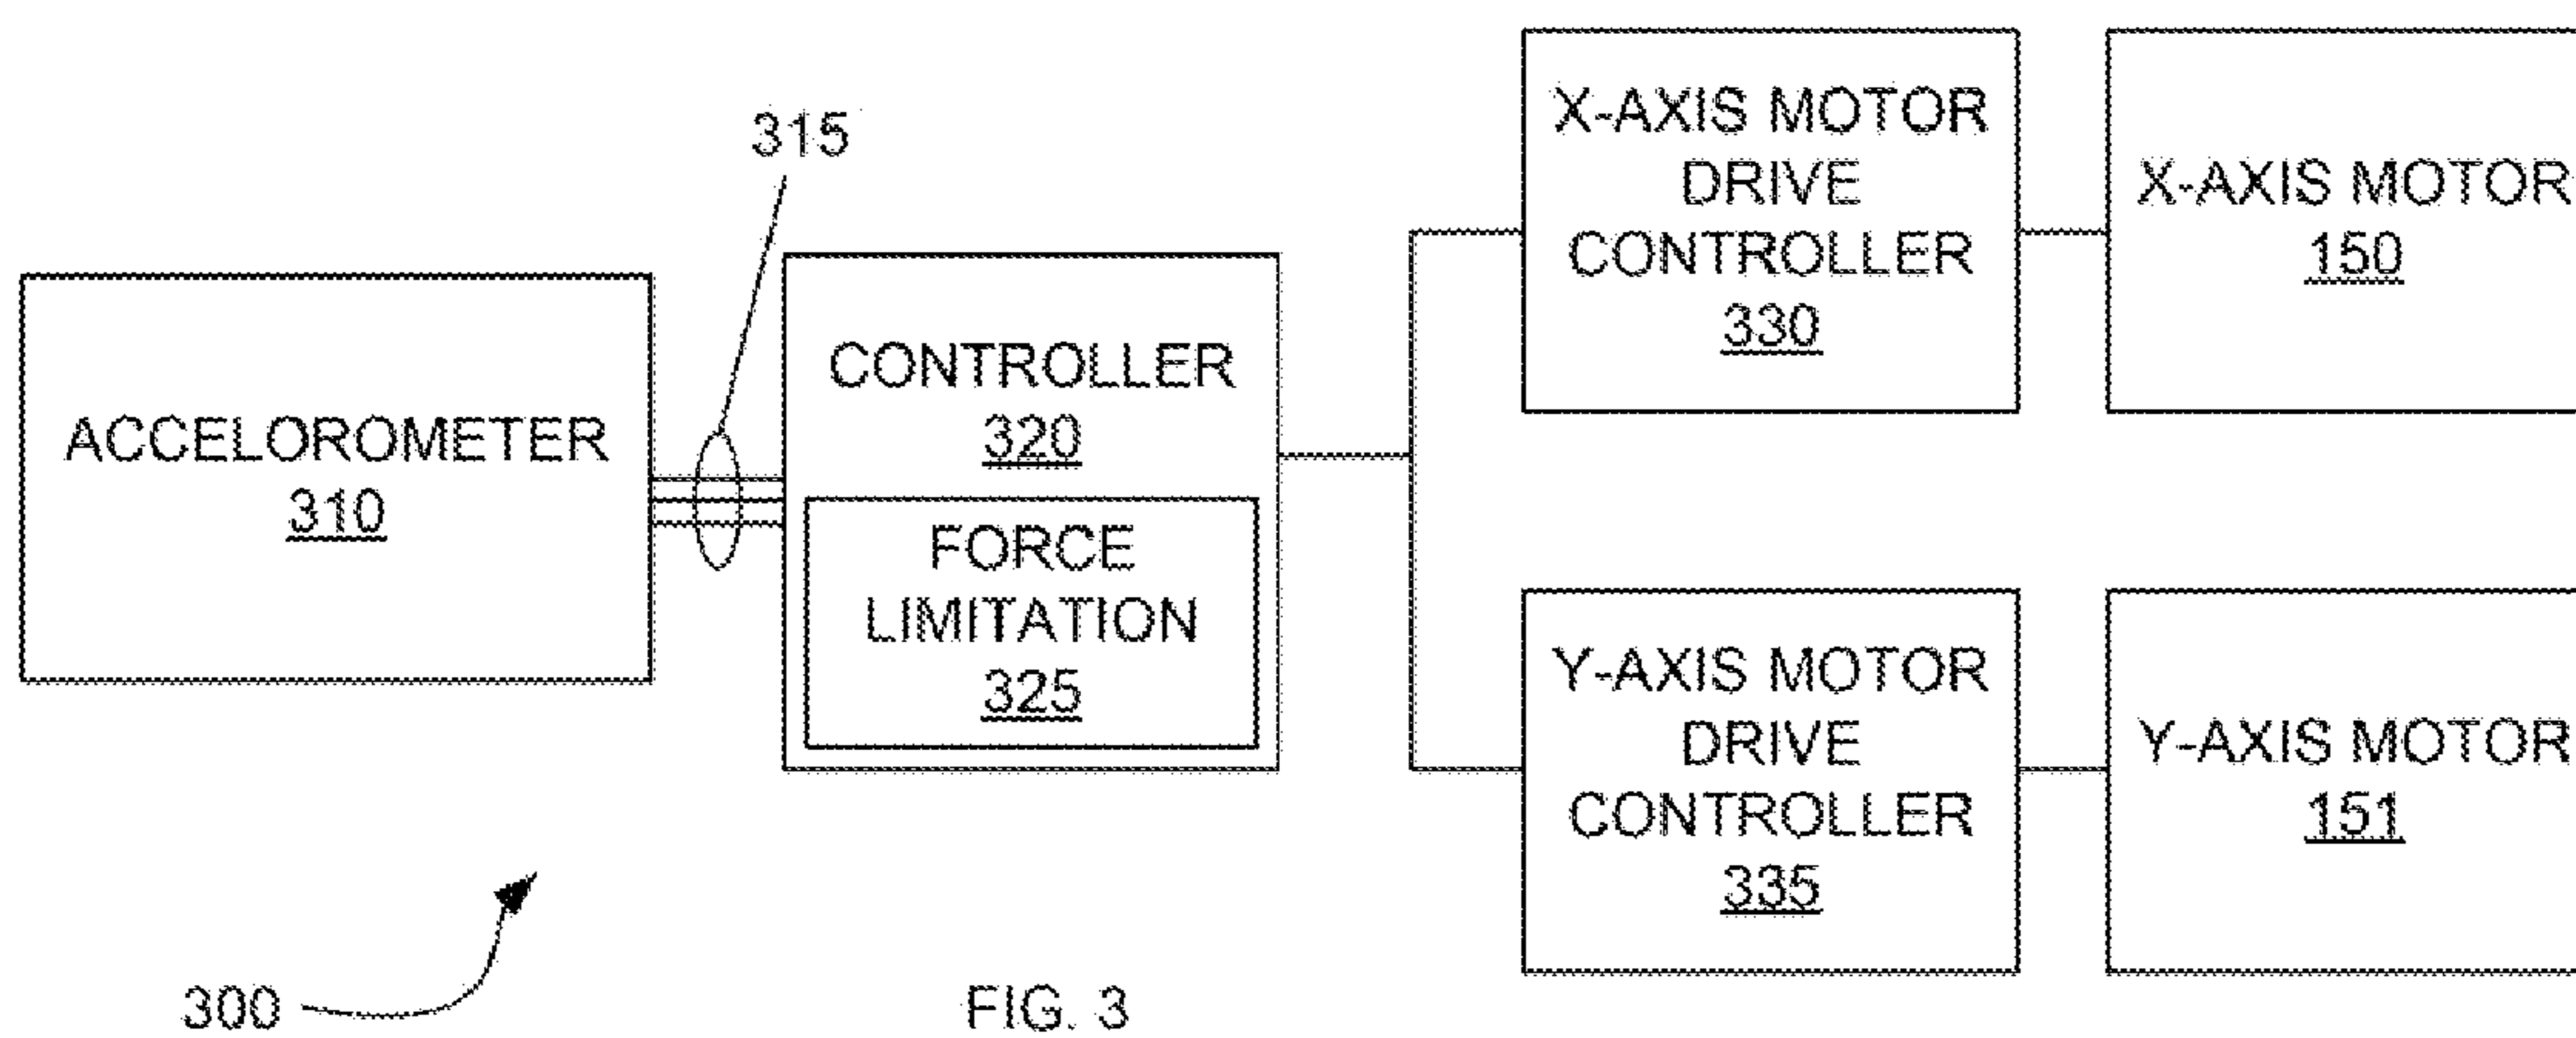 315
ACCELOROMETER
310
CONTROLLER
320
FORCE
LIMITATION
325
X-AXIS MOTOR
DRIVE
CONTROLLER
330
X-AXIS MOTOR
150
Y-AXIS MOTOR
DRIVE
CONTROLLER
335
Y-AXIS MOTOR
151
300
FIG. 3